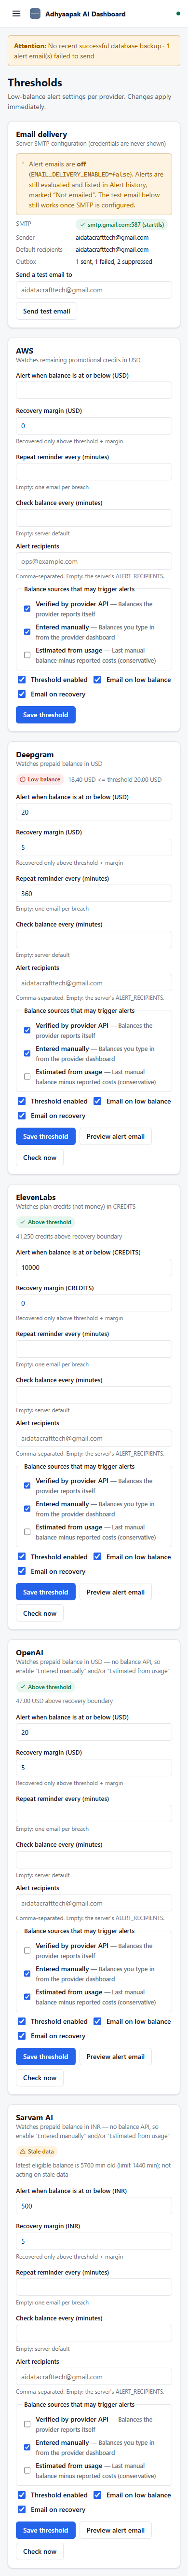 Adhyaapak AI Dashboard
Attention: No recent successful database backup · 1
alert email(s) failed to send
Thresholds
Low-balance alert settings per provider. Changes apply
immediately.
Email delivery
Server SMTP configuration (credentials are never shown)
Alert emails are off
(EMAIL_DELIVERY_ENABLED=false). Alerts are
still evaluated and listed in Alert history,
marked "Not emailed". The test email below
still works once SMTP is configured.
SMTP
smtp.gmail.com:587 (starttls)
Sender
aidatacrafttech@gmail.com
Default recipients
aidatacrafttech@gmail.com
Outbox
1 sent, 1 failed, 2 suppressed
Send a test email to
aidatacrafttech@gmail.com
Send test email
AWS
Watches remaining promotional credits in USD
Alert when balance is at or below (USD)
Recovery margin (USD)
0
Recovered only above threshold + margin
Repeat reminder every (minutes)
Empty: one email per breach
Check balance every (minutes)
Empty: server default
Alert recipients
ops@example.com
Comma-separated. Empty: the server's ALERT_RECIPIENTS.
Balance sources that may trigger alerts
Verified by provider API — Balances the
provider reports itself
Entered manually — Balances you type in
from the provider dashboard
Estimated from usage — Last manual
balance minus reported costs (conservative)
Threshold enabled
Email on low balance
Email on recovery
Save threshold
Deepgram
Watches prepaid balance in USD
Low balance
18.40 USD <= threshold 20.00 USD
Alert when balance is at or below (USD)
20
Recovery margin (USD)
5
Recovered only above threshold + margin
Repeat reminder every (minutes)
360
Empty: one email per breach
Check balance every (minutes)
Empty: server default
Alert recipients
aidatacrafttech@gmail.com
Comma-separated. Empty: the server's ALERT_RECIPIENTS.
Balance sources that may trigger alerts
Verified by provider API — Balances the
provider reports itself
Entered manually — Balances you type in
from the provider dashboard
Estimated from usage — Last manual
balance minus reported costs (conservative)
Threshold enabled
Email on low balance
Email on recovery
Save threshold
Preview alert email
Check now
ElevenLabs
Watches plan credits (not money) in CREDITS
Above threshold
41,250 credits above recovery boundary
Alert when balance is at or below (CREDITS)
10000
Recovery margin (CREDITS)
0
Recovered only above threshold + margin
Repeat reminder every (minutes)
Empty: one email per breach
Check balance every (minutes)
Empty: server default
Alert recipients
aidatacrafttech@gmail.com
Comma-separated. Empty: the server's ALERT_RECIPIENTS.
Balance sources that may trigger alerts
Verified by provider API — Balances the
provider reports itself
Entered manually — Balances you type in
from the provider dashboard
Estimated from usage — Last manual
balance minus reported costs (conservative)
Threshold enabled
Email on low balance
Email on recovery
Save threshold
Preview alert email
Check now
OpenAI
Watches prepaid balance in USD — no balance API, so
enable "Entered manually" and/or "Estimated from usage"
Above threshold
47.00 USD above recovery boundary
Alert when balance is at or below (USD)
20
Recovery margin (USD)
5
Recovered only above threshold + margin
Repeat reminder every (minutes)
Empty: one email per breach
Check balance every (minutes)
Empty: server default
Alert recipients
aidatacrafttech@gmail.com
Comma-separated. Empty: the server's ALERT_RECIPIENTS.
Balance sources that may trigger alerts
Verified by provider API — Balances the
provider reports itself
Entered manually — Balances you type in
from the provider dashboard
Estimated from usage — Last manual
balance minus reported costs (conservative)
Threshold enabled
Email on low balance
Email on recovery
Save threshold
Preview alert email
Check now
Sarvam AI
Watches prepaid balance in INR — no balance API, so
enable "Entered manually" and/or "Estimated from usage"
Stale data
latest eligible balance is 5760 min old (limit 1440 min); not
acting on stale data
Alert when balance is at or below (INR)
500
Recovery margin (INR)
5
Recovered only above threshold + margin
Repeat reminder every (minutes)
Empty: one email per breach
Check balance every (minutes)
Empty: server default
Alert recipients
aidatacrafttech@gmail.com
Comma-separated. Empty: the server's ALERT_RECIPIENTS.
Balance sources that may trigger alerts
Verified by provider API — Balances the
provider reports itself
Entered manually — Balances you type in
from the provider dashboard
Estimated from usage — Last manual
balance minus reported costs (conservative)
Threshold enabled
Email on low balance
Email on recovery
Save threshold
Preview alert email
Check now